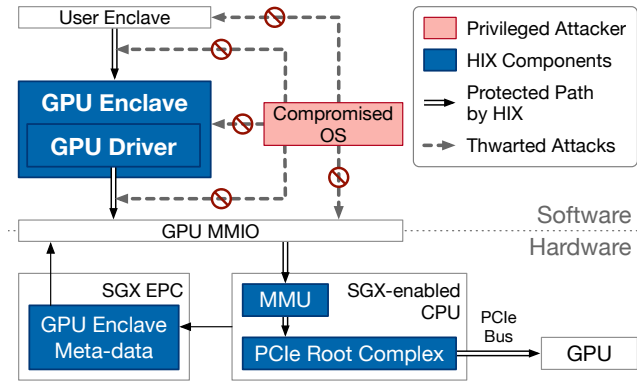 User Enclave
GPU Enclave
GPU Driver
Compromised
OS
Privileged Attacker
HIX Components
Protected Path
by HIX
Thwarted Attacks
GPU MMIO
Software
Hardware
SGX EPC
GPU Enclave
Meta-data
MMU
SGX-enabled
CPU
PCIe Root Complex
PCIe
Bus
GPU